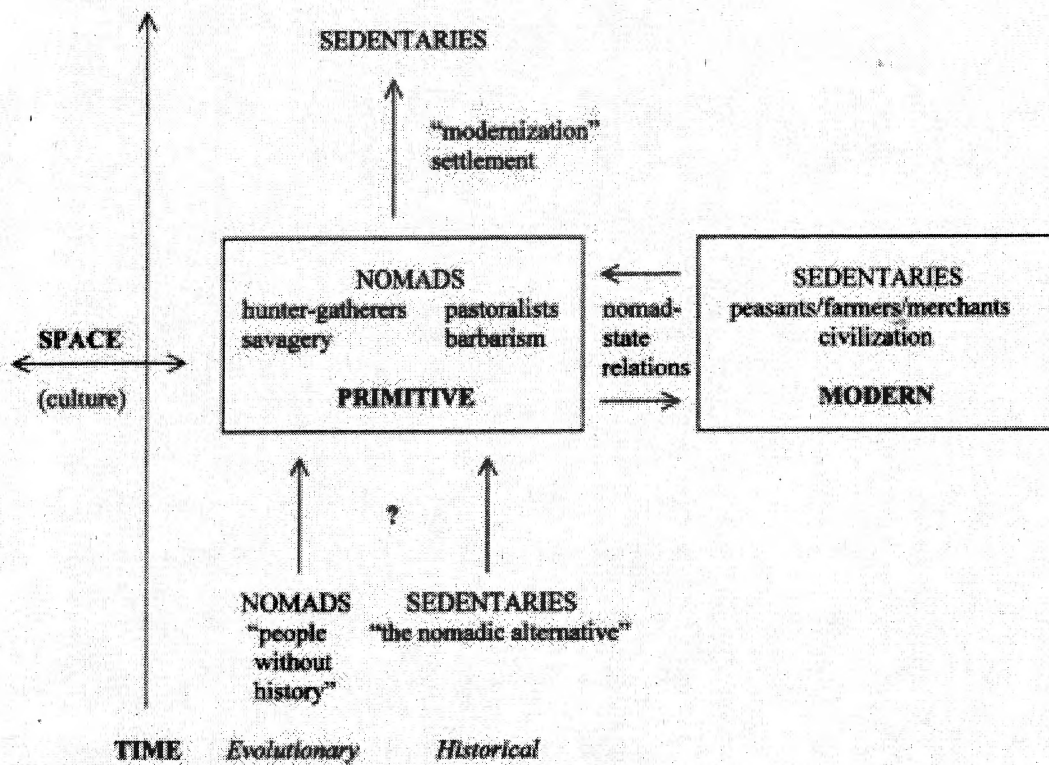 SEDENTARIES
“modernization”
settlement
NOMADS
hunter-gatherers pastoralists
savagery barbarism
PRIMITIVE
nomad-
state
relations
SEDENTARIES
peasants/farmers/merchants
civilization
MODERN
SPACE
(culture)
?
NOMADS
“people
without
history”
SEDENTARIES
“the nomadic alternative”
TIME Evolutionary Historical